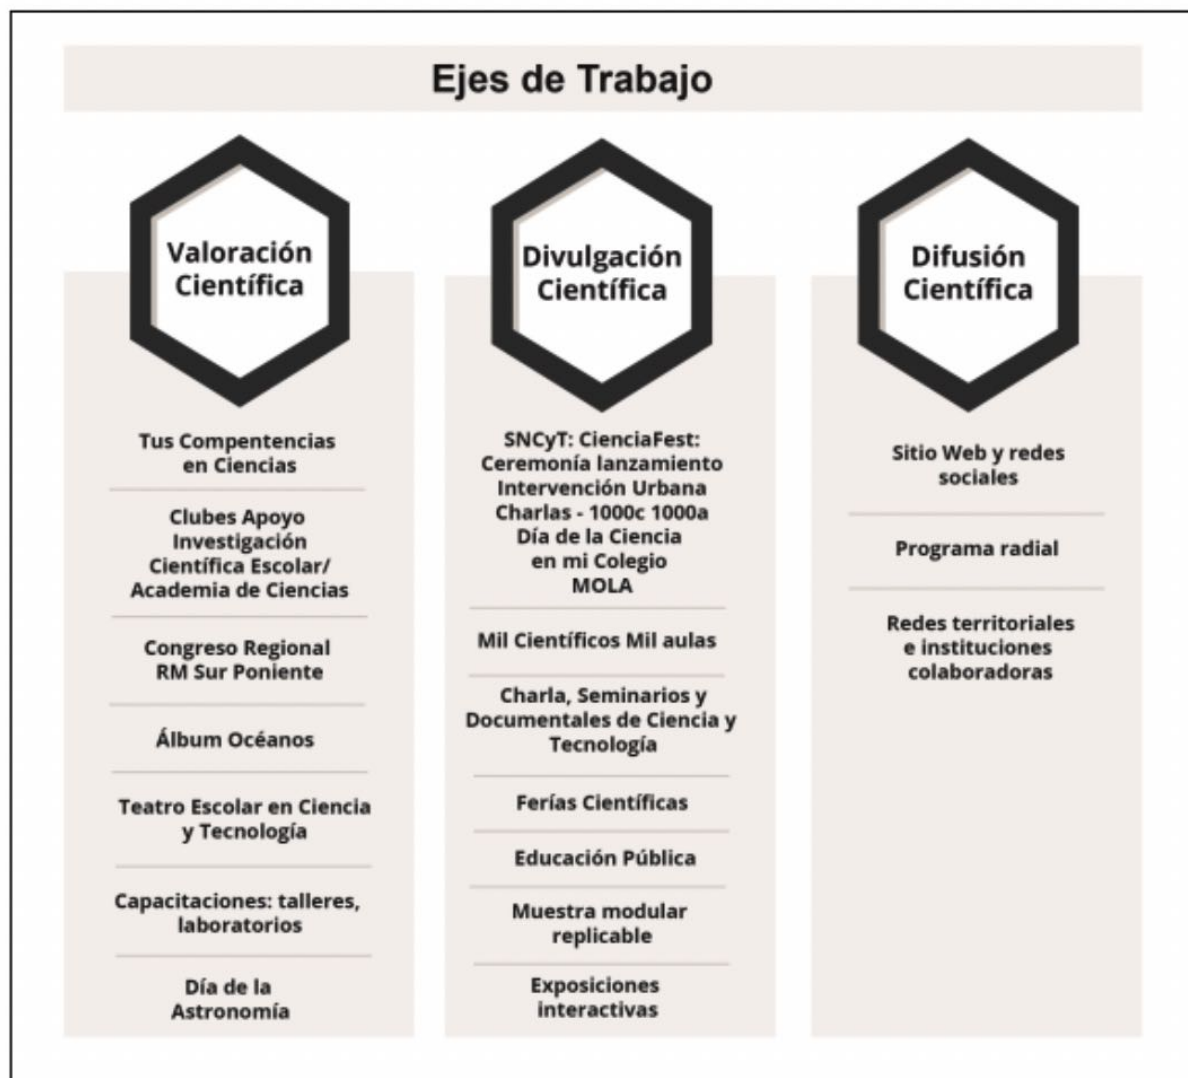 Ejes de Trabajo
Valoración
Científica
Tus Compentencias
en Ciencias
Clubes Apoyo
Investigación
Científica Escolar/
Academia de Ciencias
Congreso Regional
RM Sur Poniente
Álbum Océanos
Teatro Escolar en Ciencia
y Tecnología
Capacitaciones: talleres,
laboratorios
Día de la
Astronomía
Divulgación
Científica
SNCyT: CienciaFest:
Ceremonía lanzamiento
Intervención Urbana
Charlas - 1000c 1000a
Día de la Ciencia
en mi Colegio
MOLA
Mil Científicos Mil aulas
Charla, Seminarios y
Documentales de Ciencia y
Tecnología
Ferías Científicas
Educación Pública
Muestra modular
replicable
Exposiciones
interactivas
Difusión
Científica
Sitio Web y redes
sociales
Programa radial
Redes territoriales
e instituciones
colaboradoras